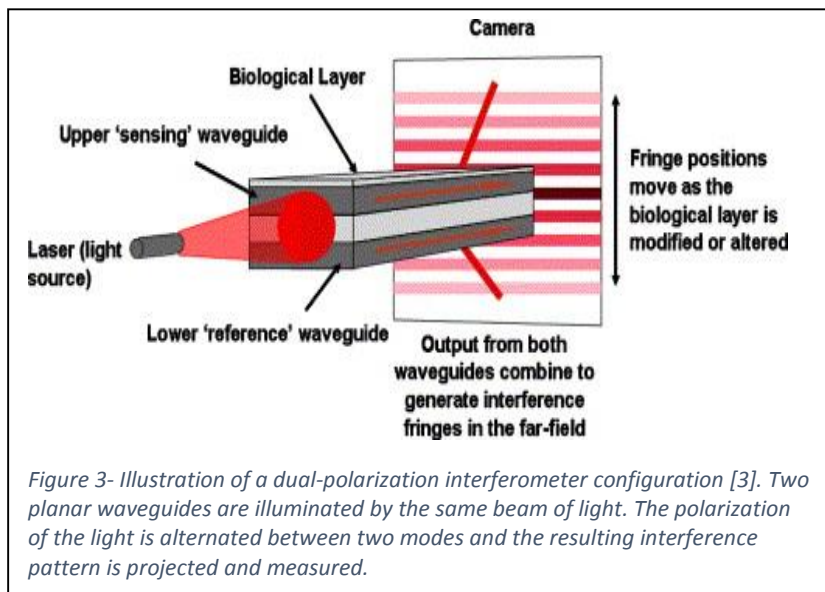 Camera
Biological Layer
Upper 'sensing' waveguide
Fringe positions
move as the
biological layer is
modified or altered
Laser (light
source)
Lower 'reference' waveguide
Output from both
waveguides combine to
generate interference
fringes in the far-field
Figure 3- Illustration of a dual-polarization interferometer configuration [3]. Two
planar waveguides are illuminated by the same beam of light. The polarization
of the light is alternated between two modes and the resulting interference
pattern is projected and measured.